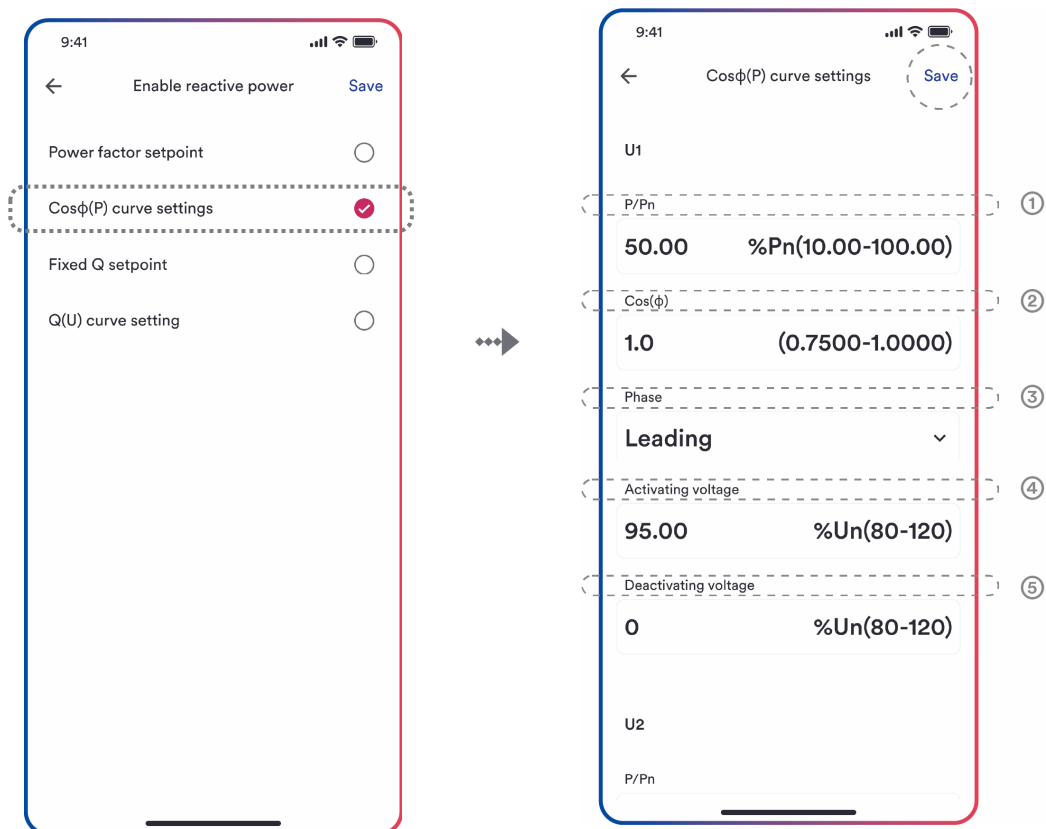 9:41
Enable reactive power
Save
Power factor setpoint
Cosϕ(P) curve settings
Fixed Q setpoint
Q(U) curve setting
9:41
Cosϕ(P) curve settings
Save
U1
P/Pn
①
50.00 %Pn(10.00-100.00)
Cos(ϕ)
②
1.0 (0.7500-1.0000)
Phase
③
Leading
Activating voltage
④
95.00 %Un(80-120)
Deactivating voltage
⑤
0 %Un(80-120)
U2
P/Pn